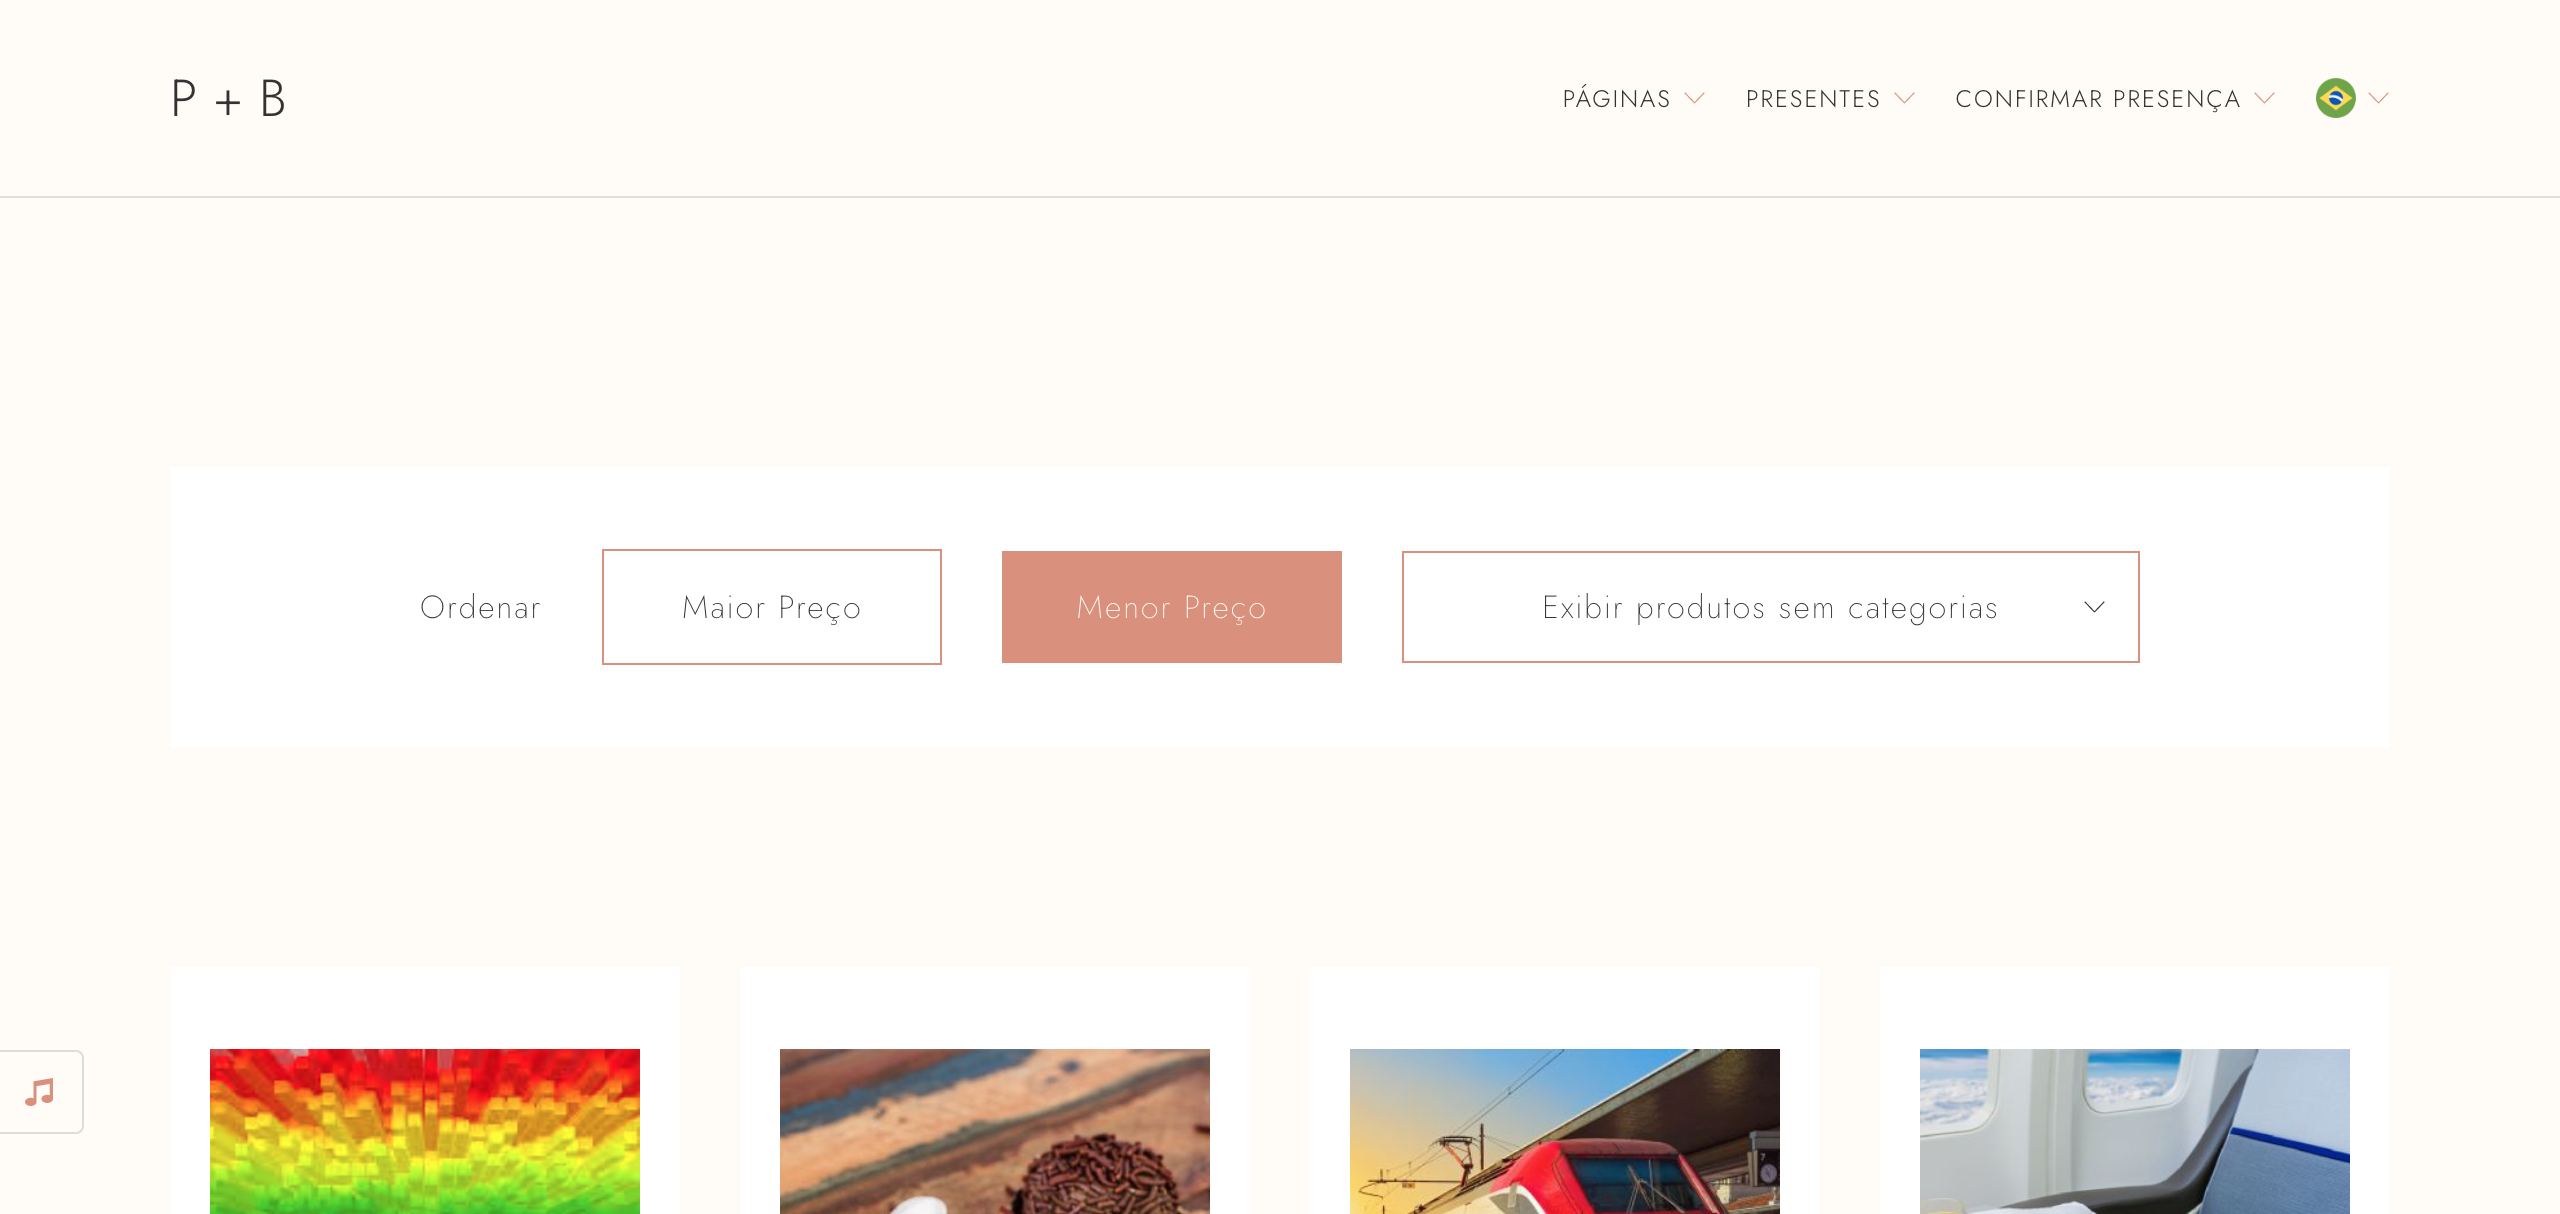 P + B
PÁGINAS
PRESENTES
CONFIRMAR PRESENÇA
Ordenar
Maior Preço
Menor Preço
Exibir produtos sem categorias